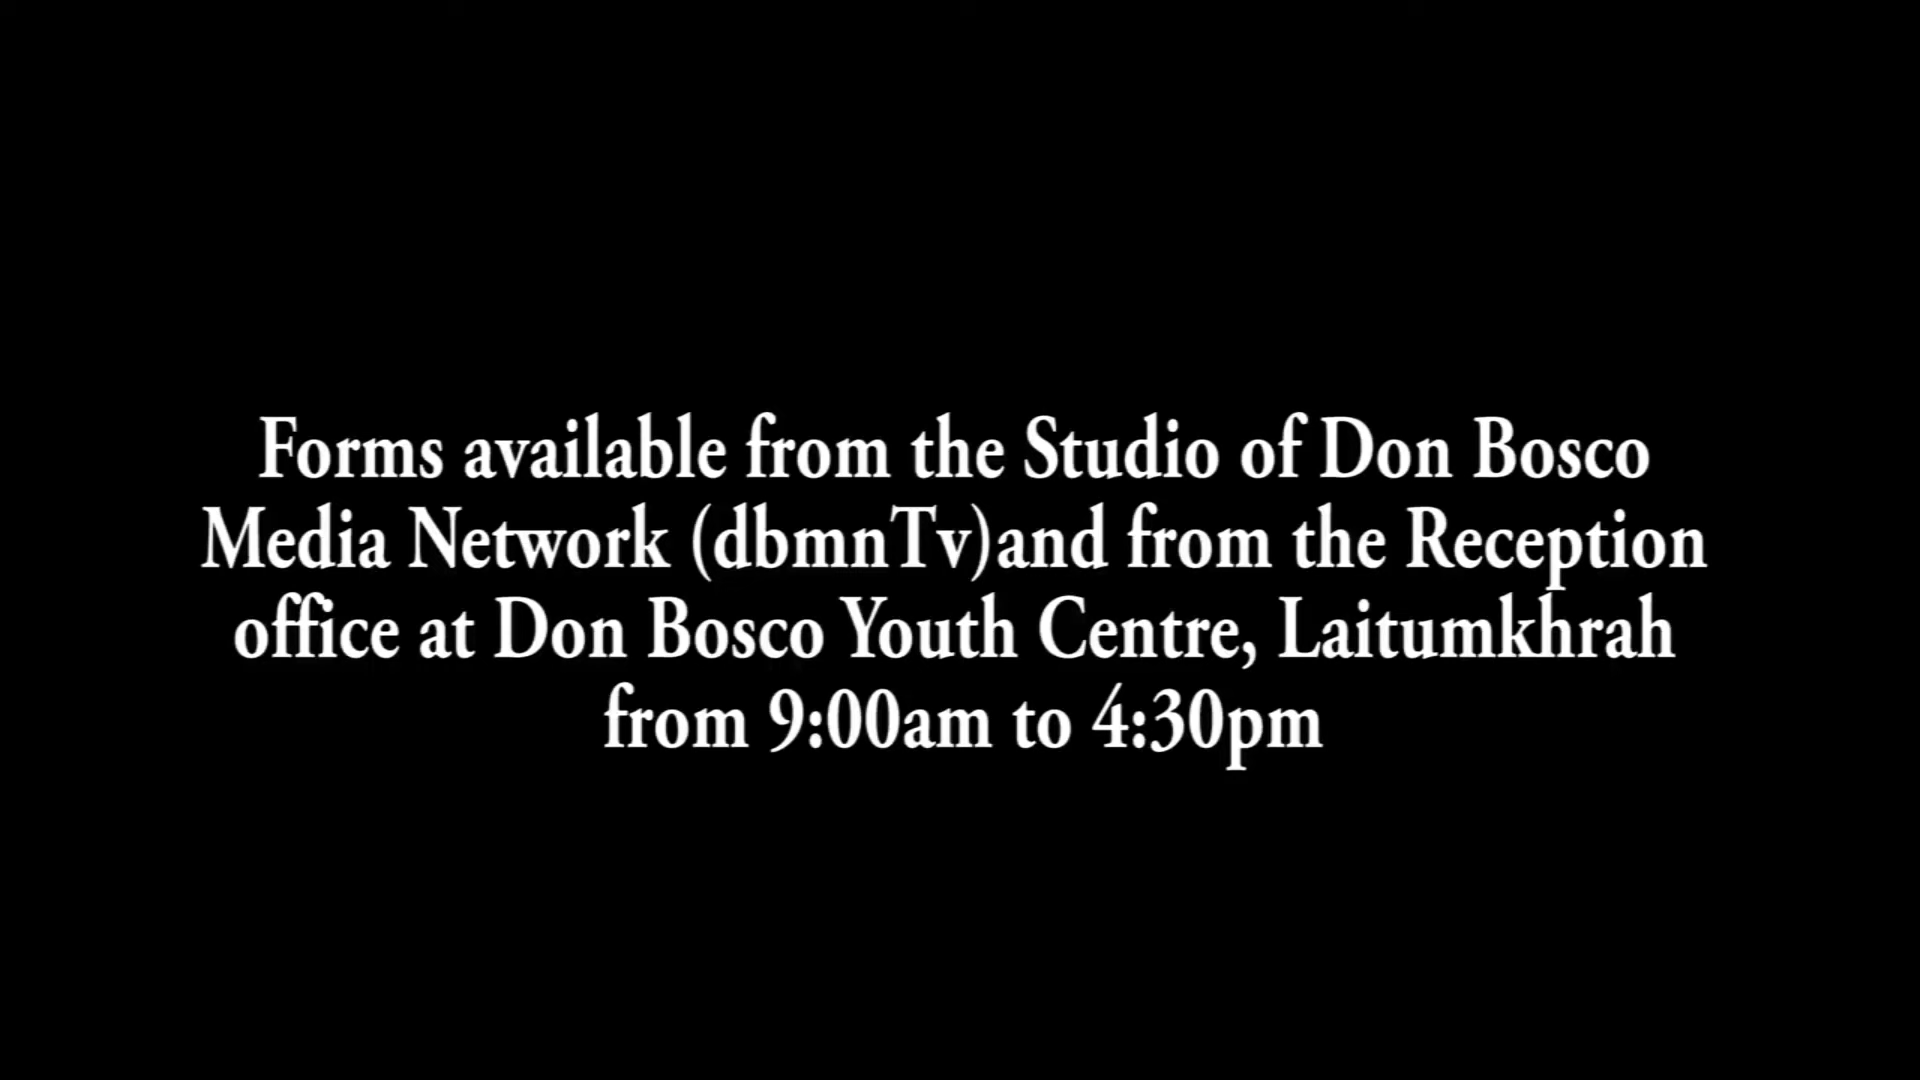 Forms available from the Studio of Don Bosco
Media Network (dbmnTv)and from the Reception
office at Don Bosco Youth Centre, Laitumkhrah
from 9:00am to 4:30pm